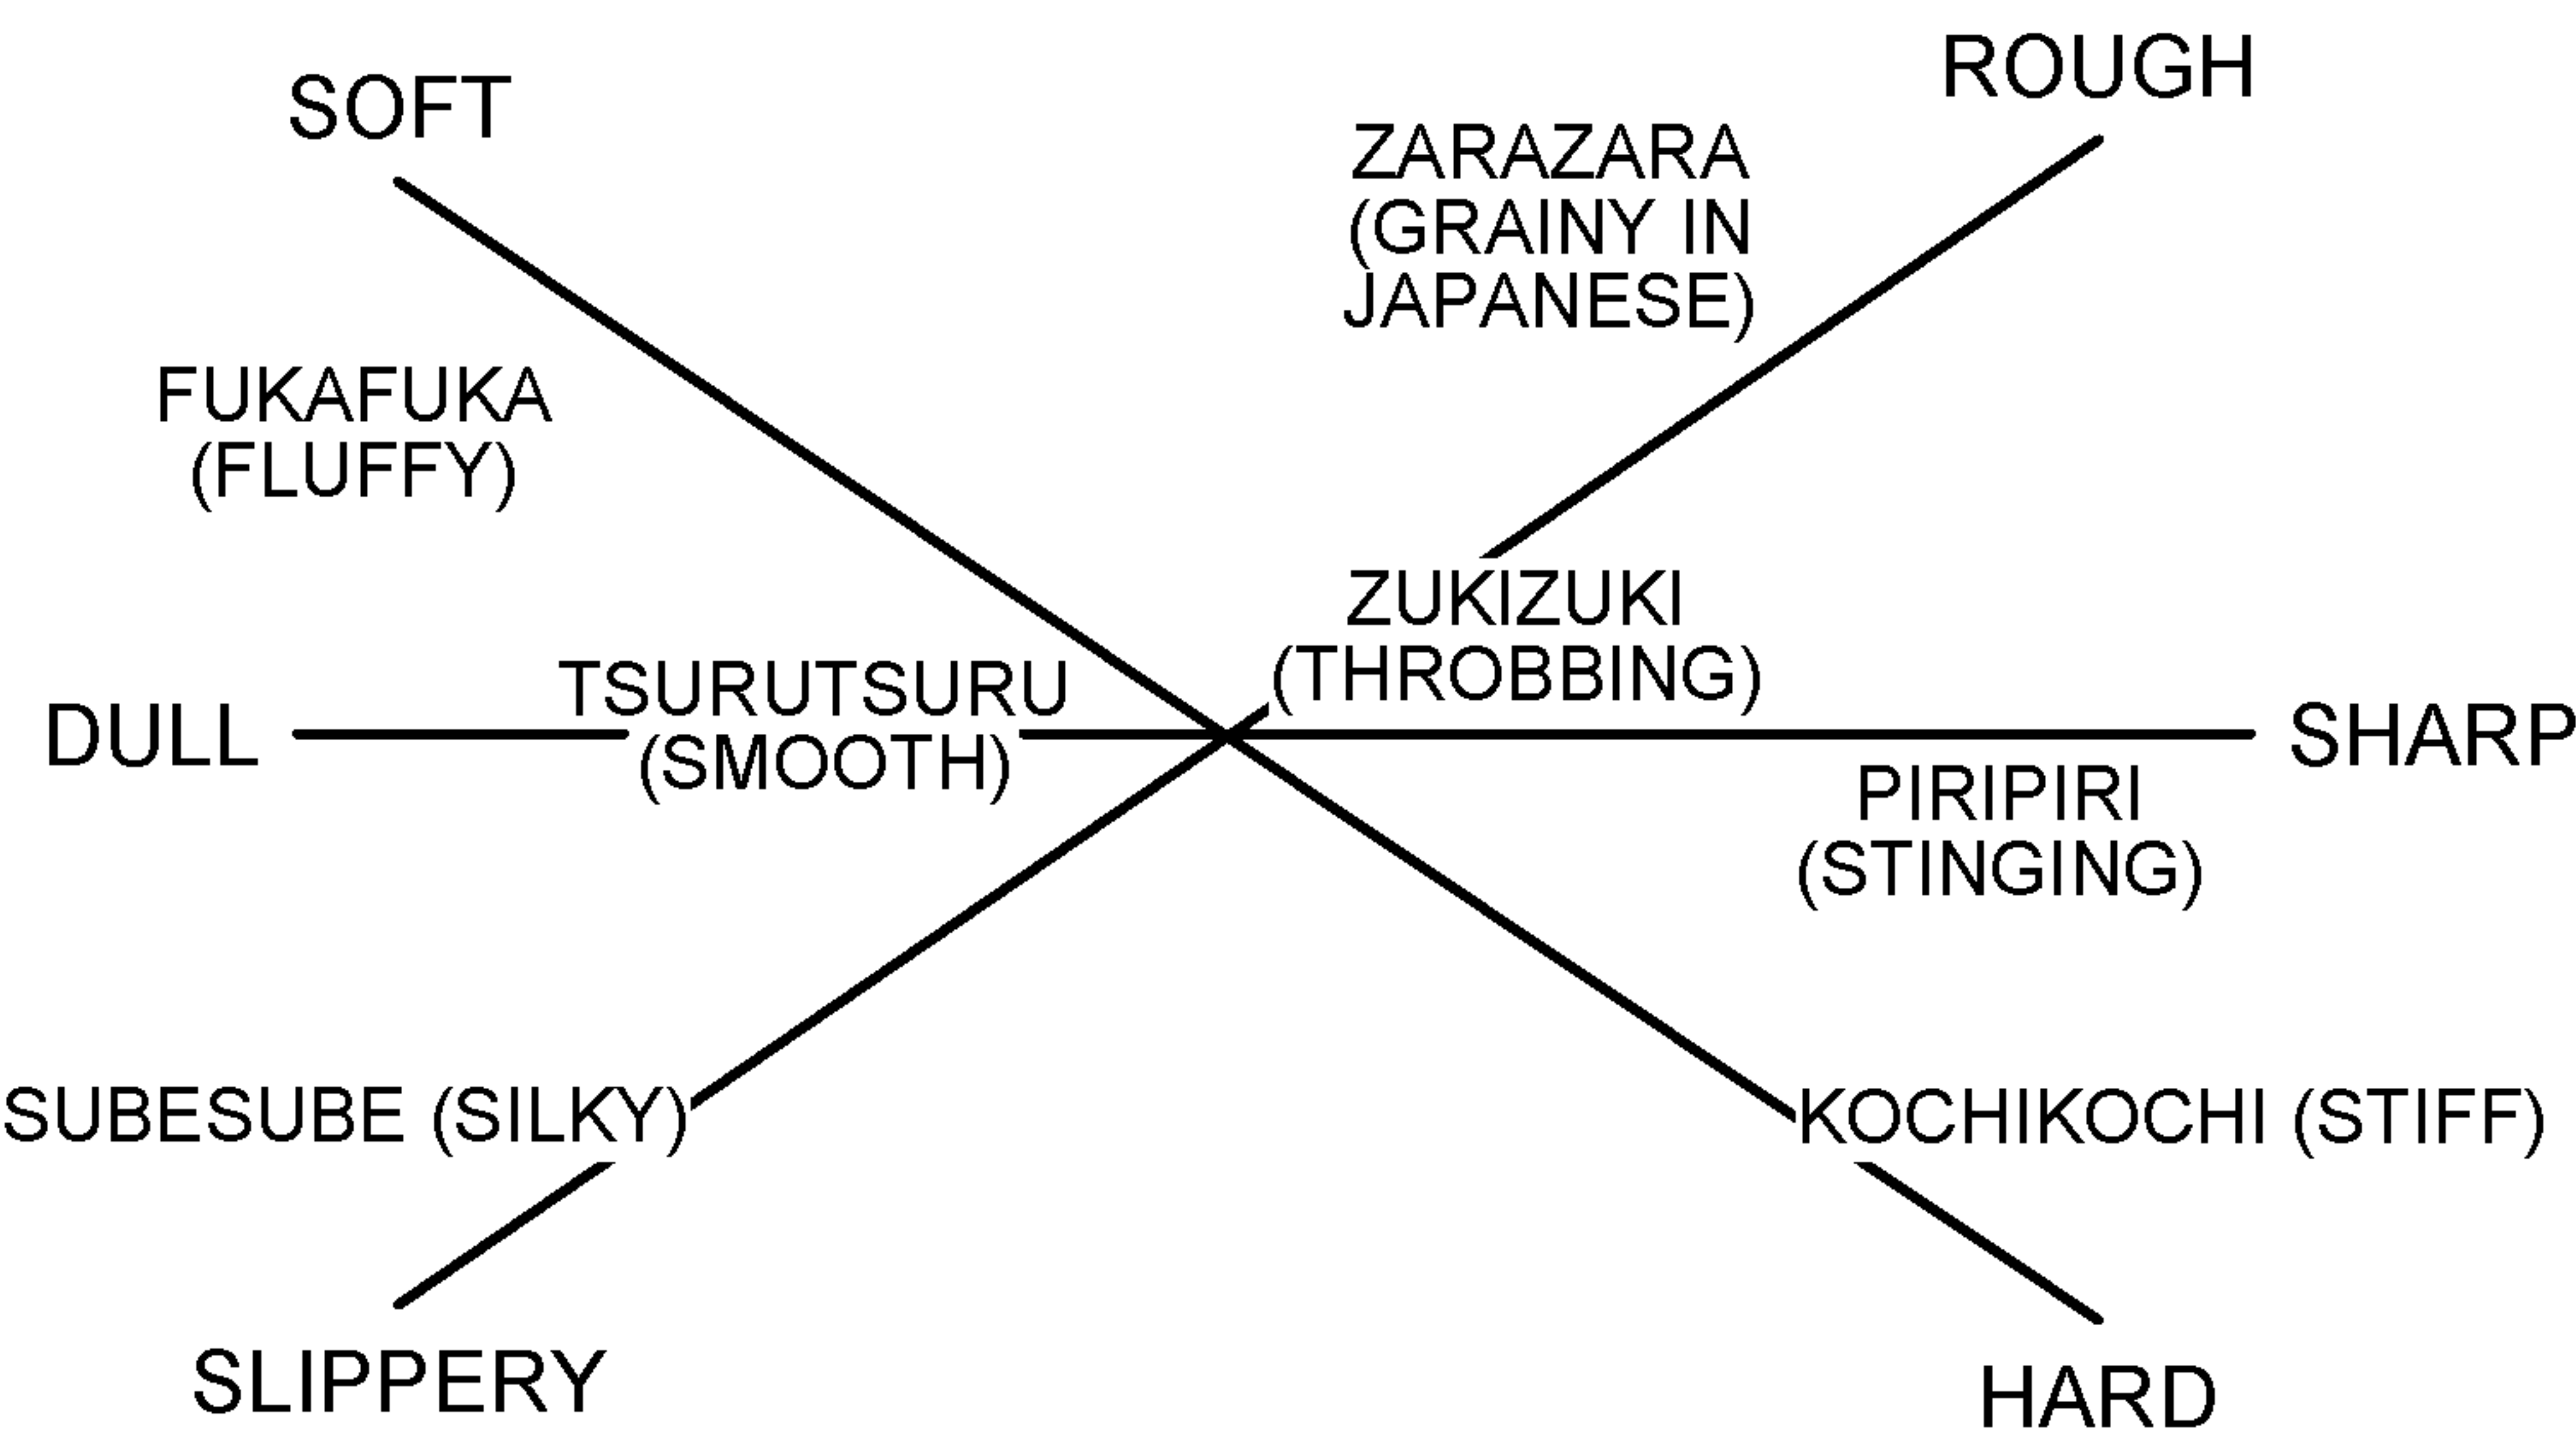 SOFT
ROUGH
ZARAZARA
(GRAINY IN
JAPANESE)
FUKAFUKA
(FLUFFY)
ZUKIZUKI
(THROBBING)
DULL
TSURUTSURU
(SMOOTH)
SHARP
PIRIPIRI
(STINGING)
SUBESUBE (SILKY)
KOCHIKOCHI (STIFF)
SLIPPERY
HARD